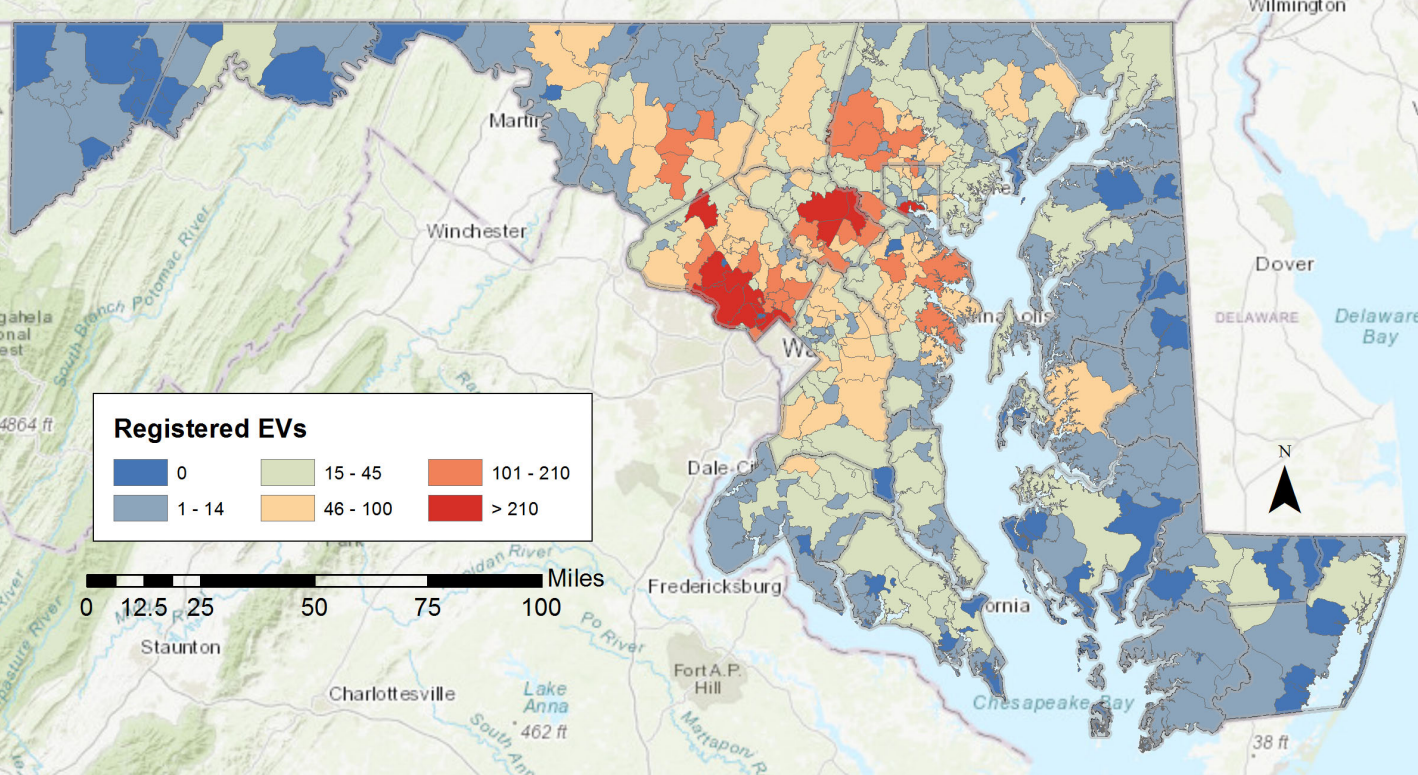 Wilmington
Martin
Winchester
South Branch Potomac River
Dover
DELAWARE
Delaware
Bay
4864 ft
Registered EVs
0
15 - 45
101 - 210
1 - 14
46 - 100
> 210
N
Dale-Ci
Miles
0 12.5 25 50 75 100
Fredericksburg
ornia
Staunton
Po River
Fort A.P.
Hill
Charlottesville
Lake
Anna
462 ft
Chesapeake Bay
38 ft